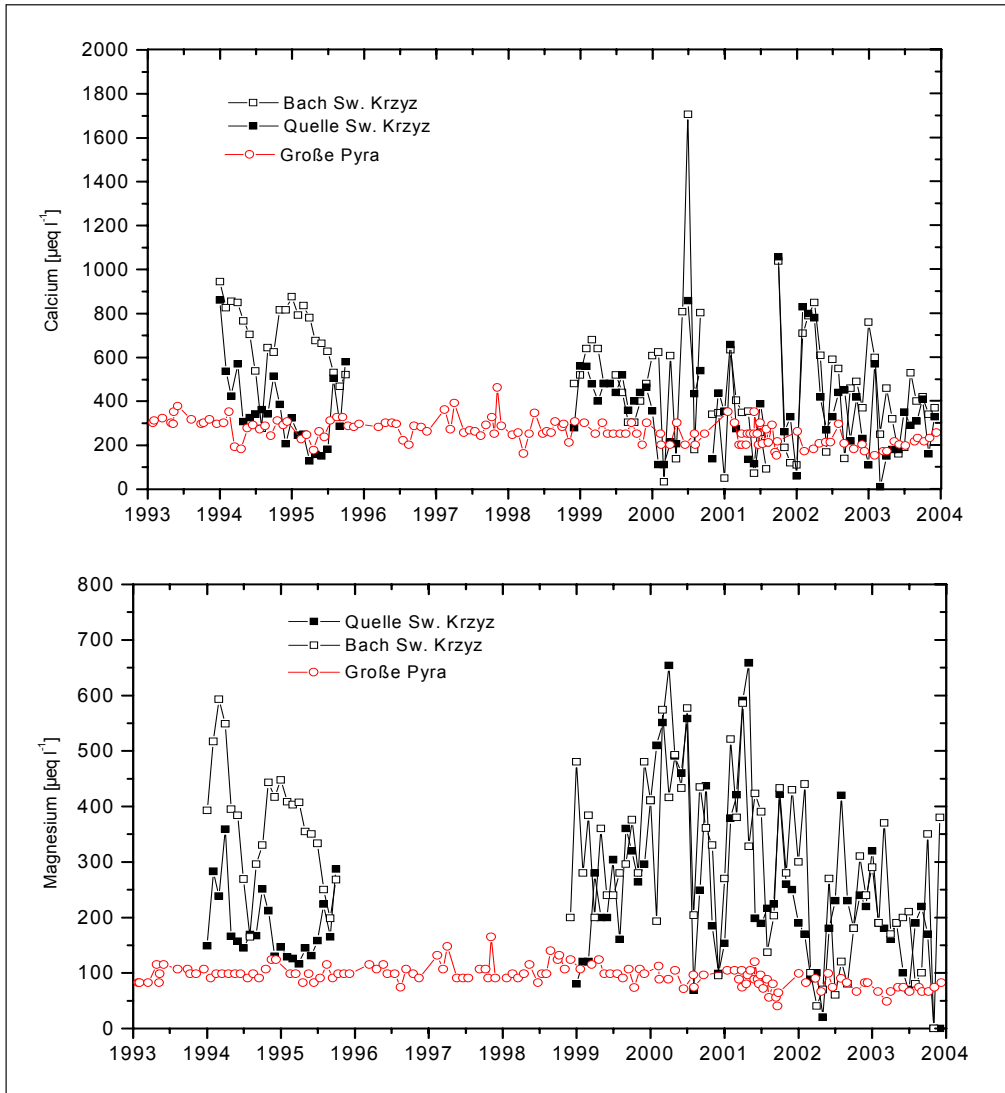 2000
1800
1600
1400
1200
1000
800
600
400
200
0
Calcium [µeq l⁻¹]
Bach Sw. Krzyz
Quelle Sw. Krzyz
Große Pyra
1993 1994 1995 1996 1997 1998 1999 2000 2001 2002 2003 2004
800
700
600
500
400
300
200
100
0
Magnesium [µeq l⁻¹]
Quelle Sw. Krzyz
Bach Sw. Krzyz
Große Pyra
1993 1994 1995 1996 1997 1998 1999 2000 2001 2002 2003 2004